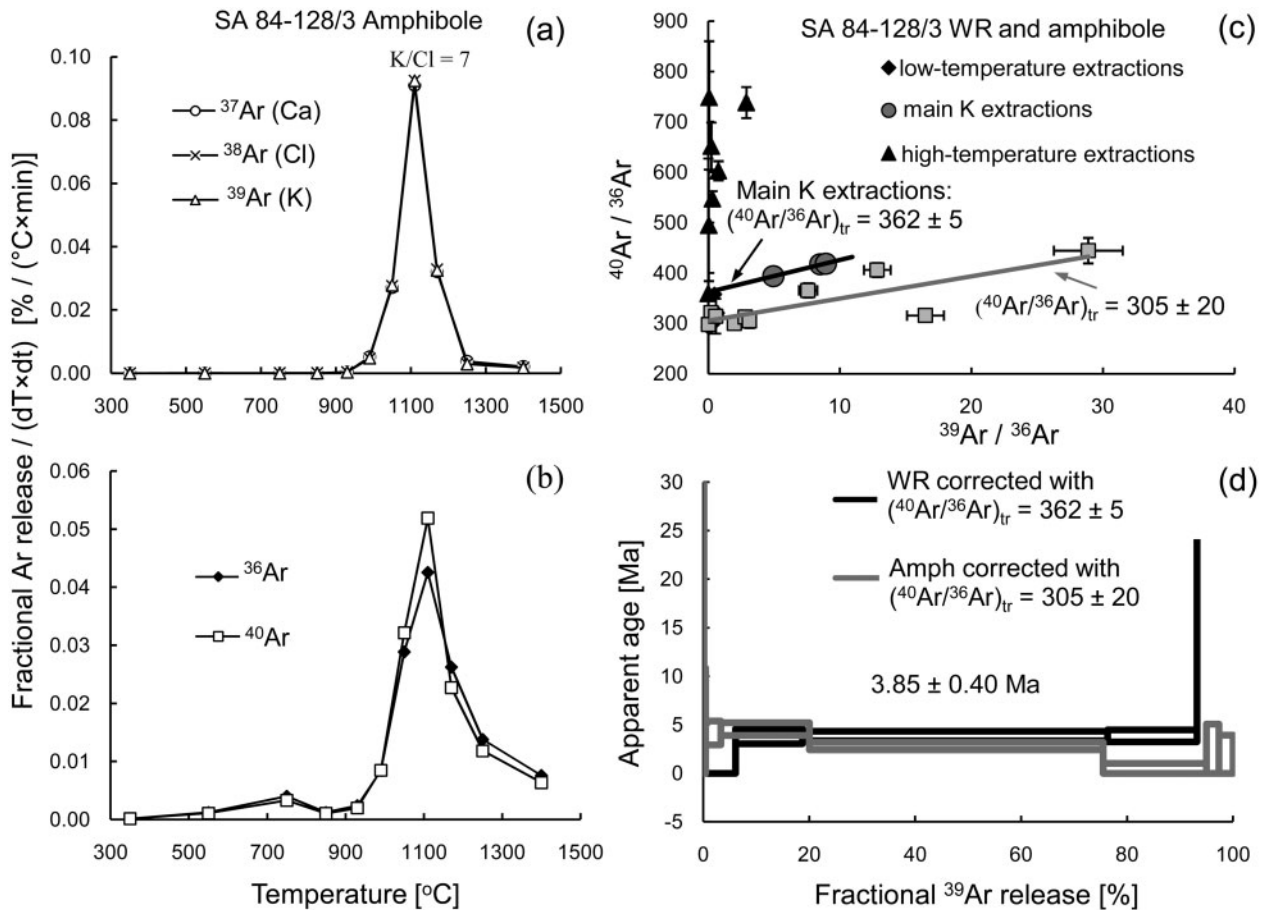 SA 84-128/3 Amphibole
(a)
K/Cl = 7
³⁷Ar (Ca)
³⁸Ar (Cl)
³⁹Ar (K)
0.10
0.08
0.06
0.04
0.02
0.00
300 500 700 900 1100 1300 1500
Fractional Ar release / (dT×dt) [% / (°C×min)]
(b)
³⁶Ar
⁴⁰Ar
0.06
0.05
0.04
0.03
0.02
0.01
0.00
300 500 700 900 1100 1300 1500
Temperature [°C]
SA 84-128/3 WR and amphibole
(c)
low-temperature extractions
main K extractions
high-temperature extractions
Main K extractions:
(⁴⁰Ar/³⁶Ar)tr = 362 ± 5
(⁴⁰Ar/³⁶Ar)tr = 305 ± 20
⁴⁰Ar / ³⁶Ar
900
800
700
600
500
400
300
200
0 10 20 30 40
³⁹Ar / ³⁶Ar
(d)
WR corrected with
(⁴⁰Ar/³⁶Ar)tr = 362 ± 5
Amph corrected with
(⁴⁰Ar/³⁶Ar)tr = 305 ± 20
3.85 ± 0.40 Ma
Apparent age [Ma]
30
25
20
15
10
5
0
-5
0 20 40 60 80 100
Fractional ³⁹Ar release [%]